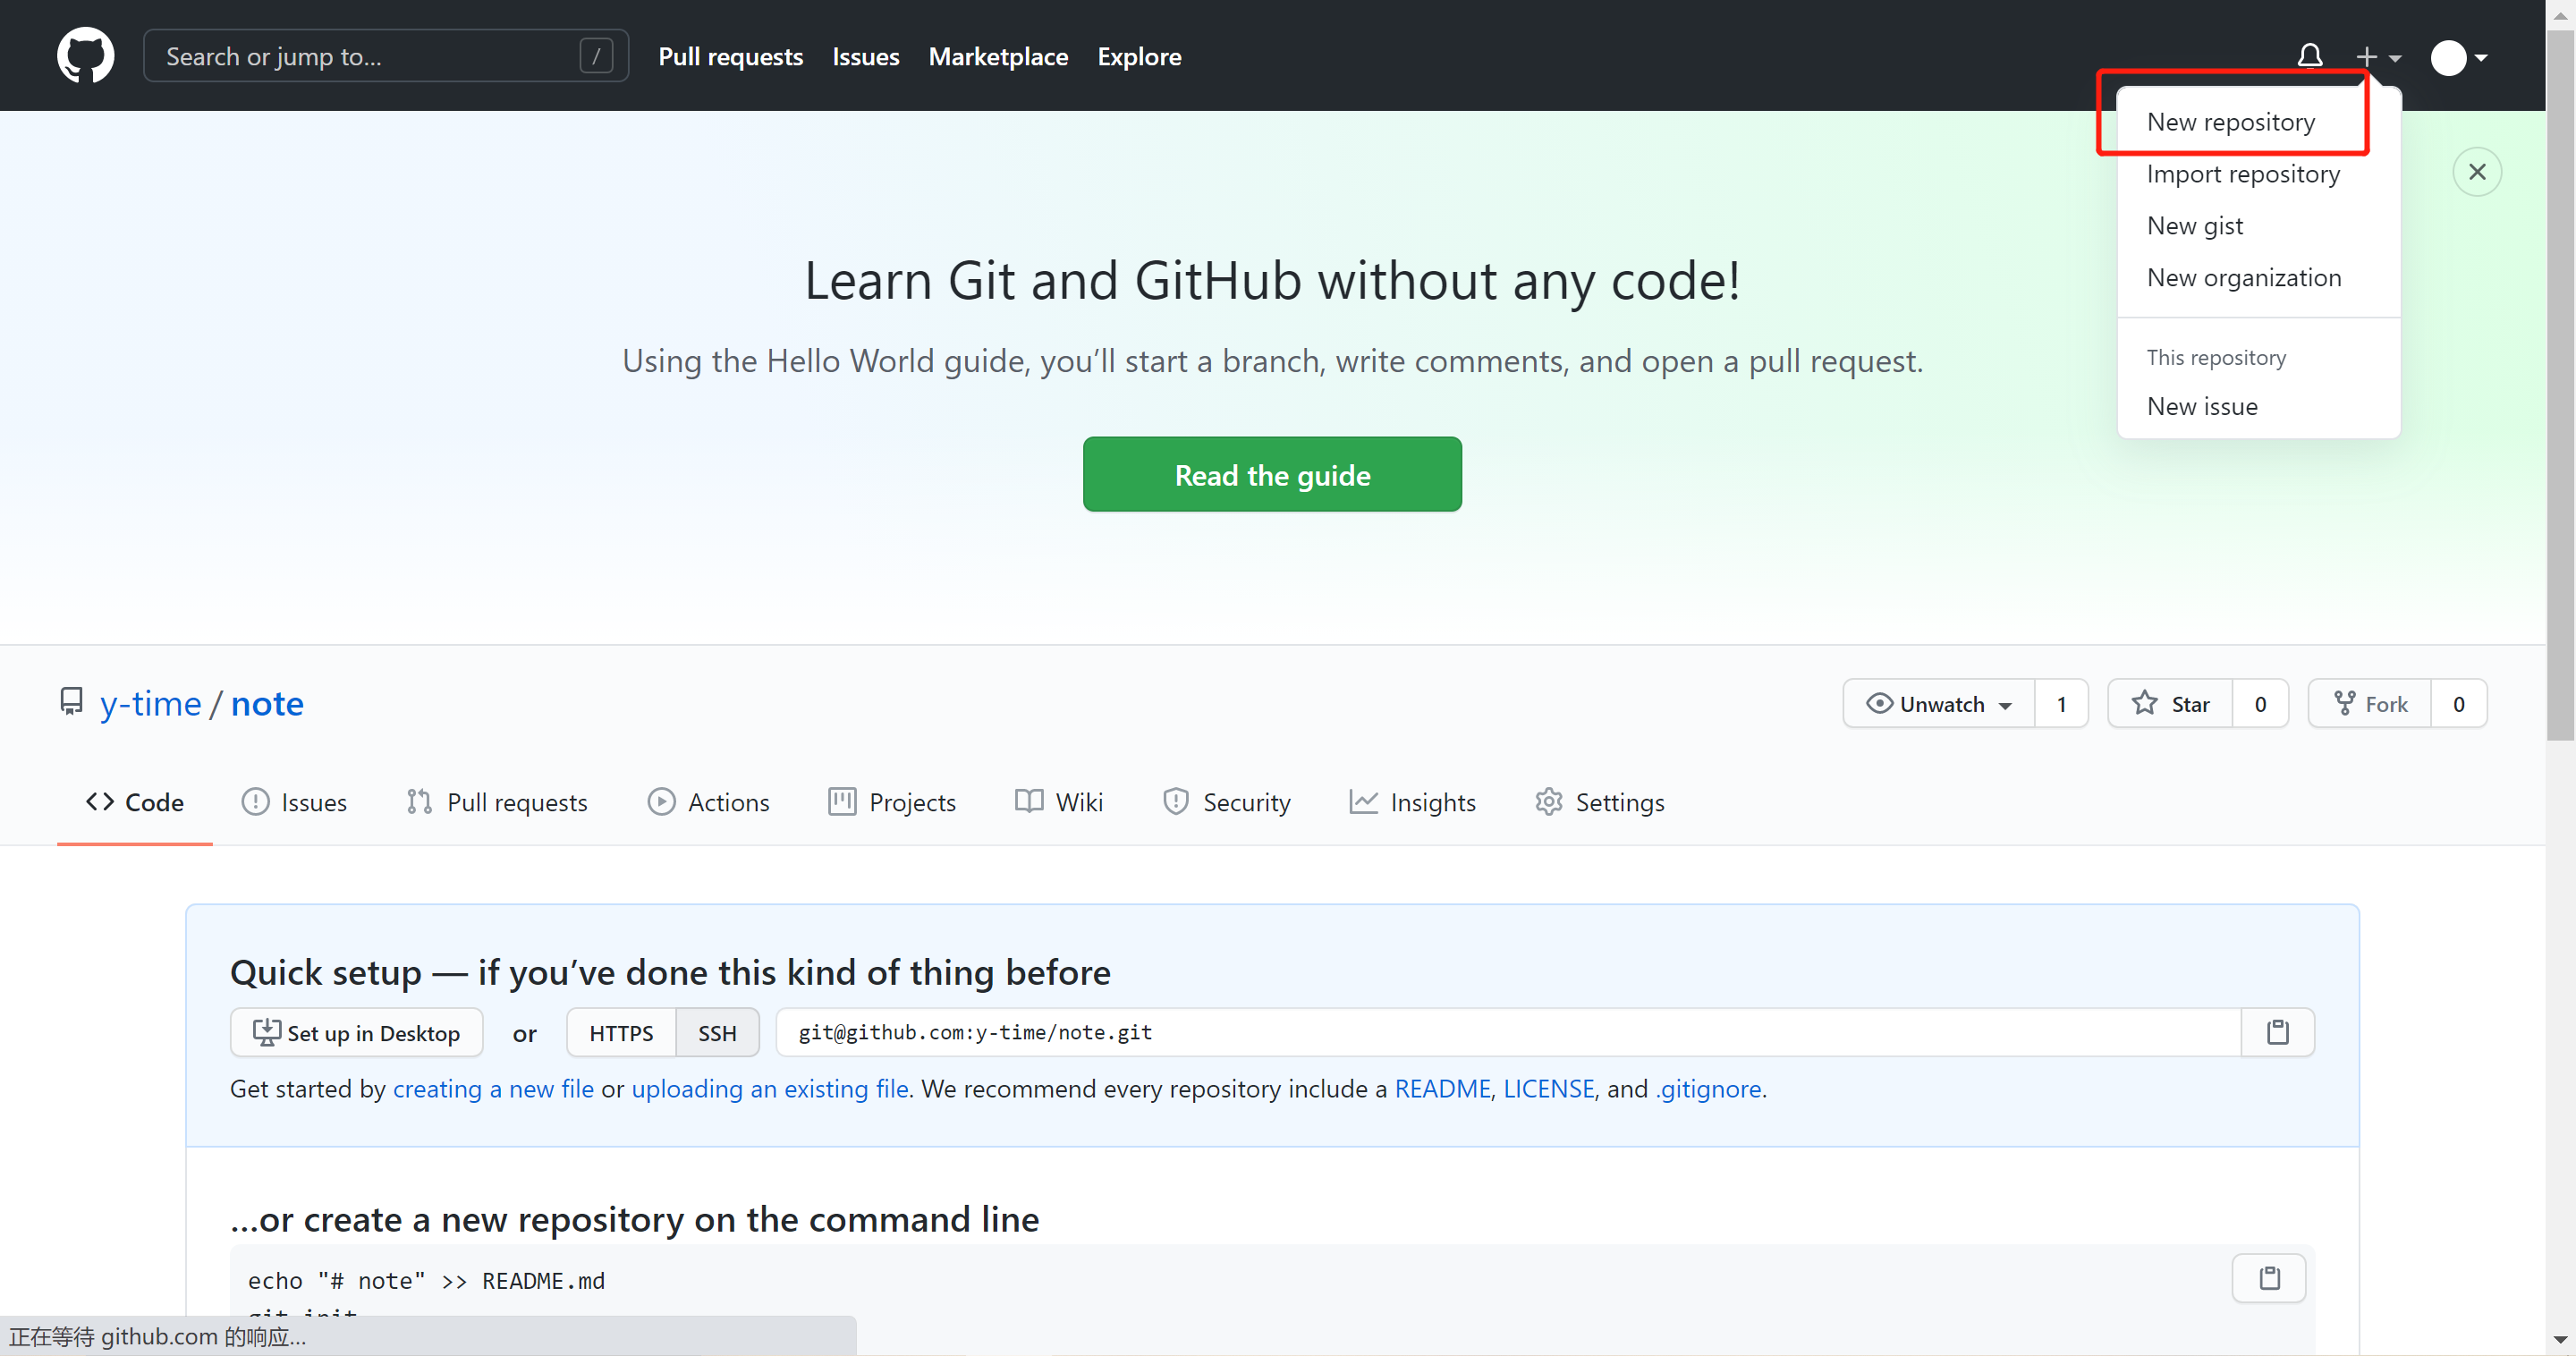 Search or jump to... /
Pull requests Issues Marketplace Explore
New repository
Import repository
New gist
New organization
This repository
New issue
Learn Git and GitHub without any code!
Using the Hello World guide, you’ll start a branch, write comments, and open a pull request.
Read the guide
y-time / note
Unwatch 1 Star 0 Fork 0
Code Issues Pull requests Actions Projects Wiki Security Insights Settings
Quick setup — if you’ve done this kind of thing before
Set up in Desktop or HTTPS SSH git@github.com:y-time/note.git
Get started by creating a new file or uploading an existing file. We recommend every repository include a README, LICENSE, and .gitignore.
...or create a new repository on the command line
echo "# note" >> README.md
git init
正在等待 github.com 的响应...